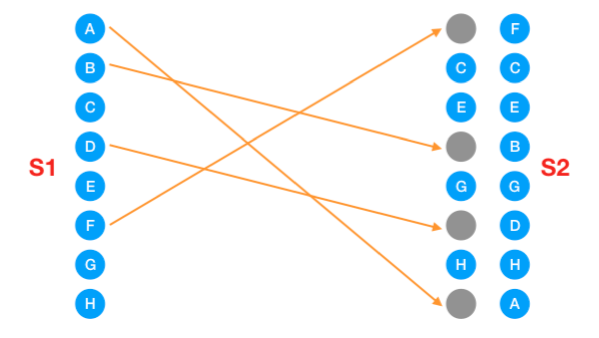 A F
B C C
C E E
D B
S1 S2
E G G
F D
G H H
H A